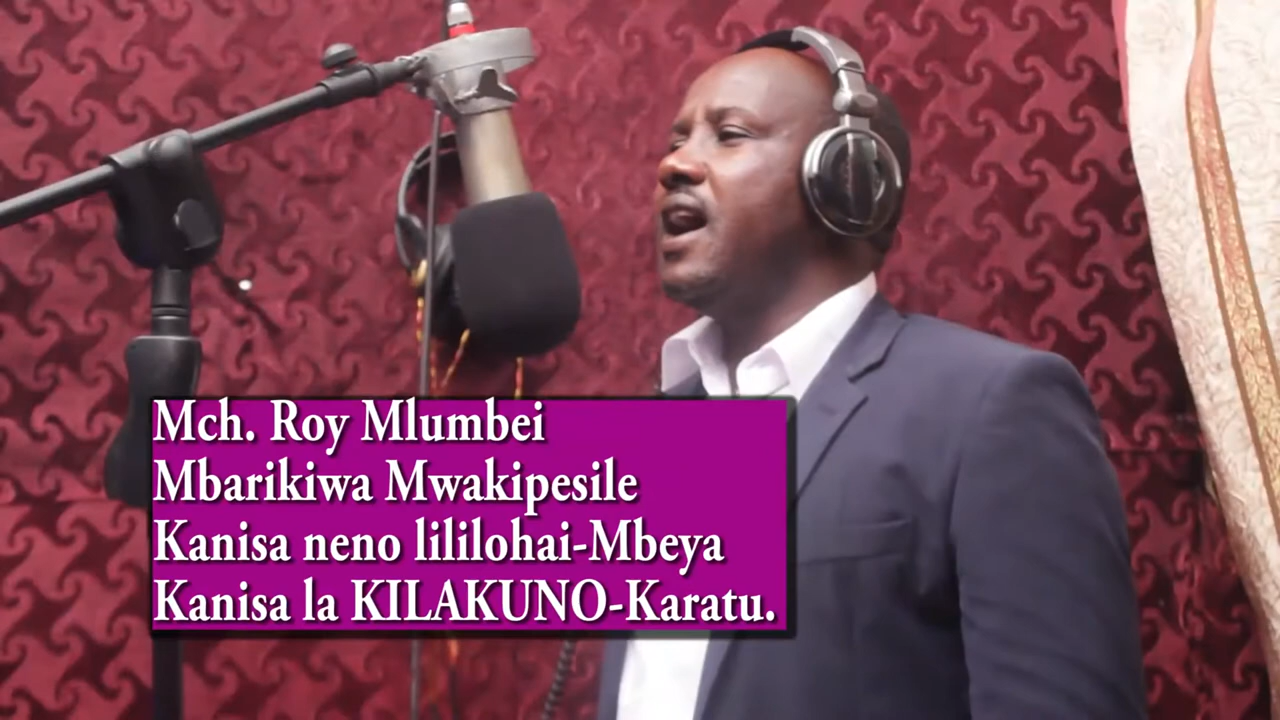 Mch. Roy Mlumbei
Mbarikiwa Mwakipesile
Kanisa neno lililohai-Mbeya
Kanisa la KILAKUNO-Karatu.